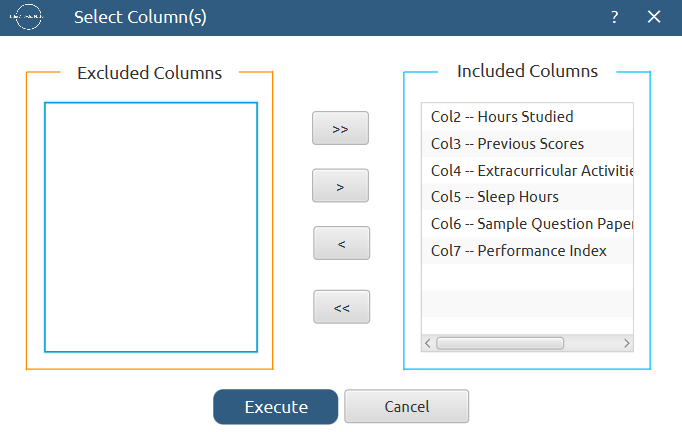 Select Column(s)
?
Excluded Columns
Included Columns
>>
>
<
<<
Col2 -- Hours Studied
Col3 -- Previous Scores
Col4 -- Extracurricular Activitie
Col5 -- Sleep Hours
Col6 -- Sample Question Paper
Col7 -- Performance Index
Execute
Cancel